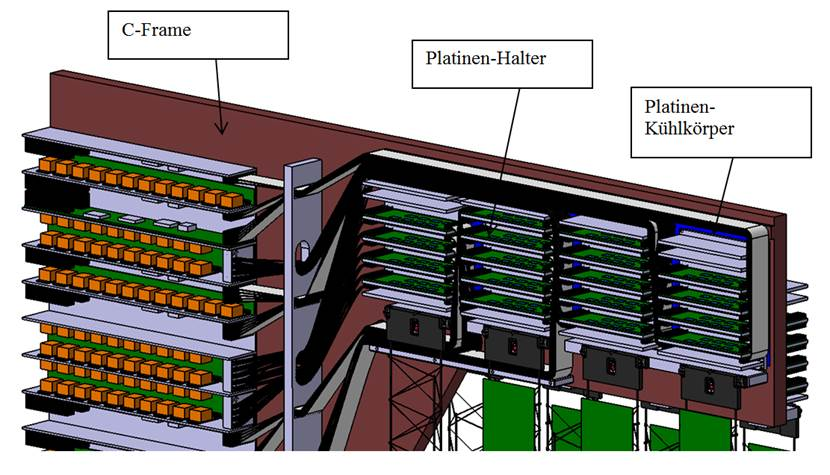 C-Frame
Platinen-Halter
Platinen-
Kühlkörper